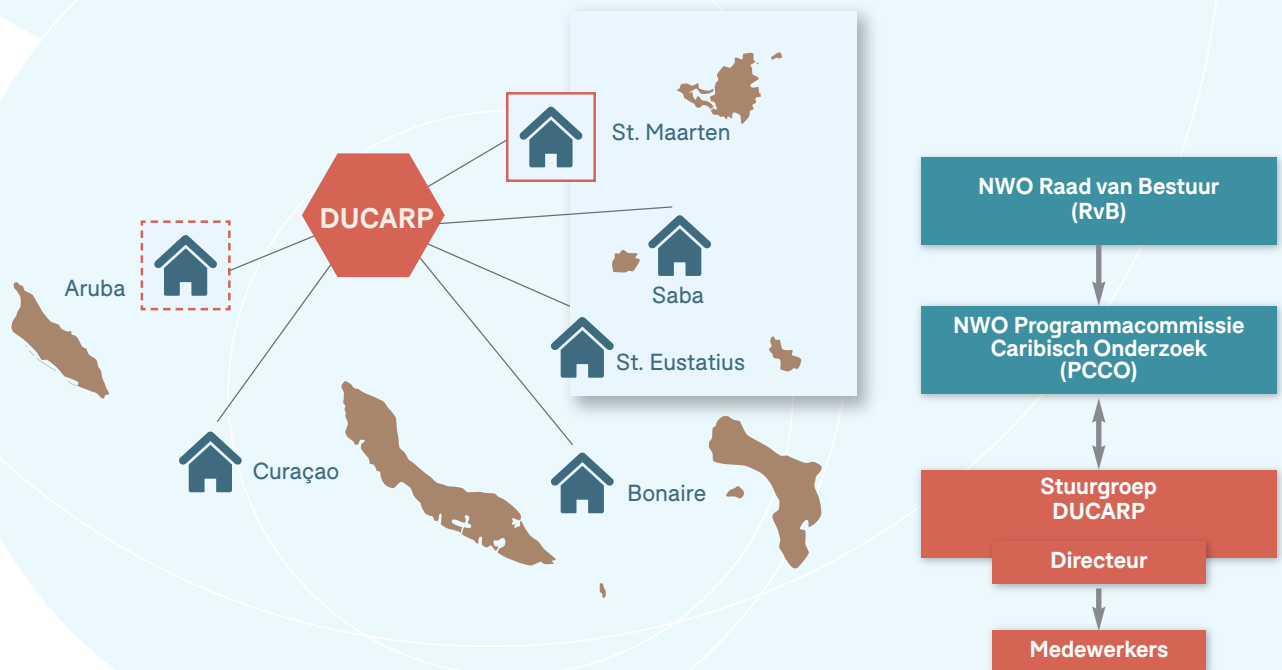 St. Maarten
DUCARP
Aruba
Saba
St. Eustatius
Curaçao
Bonaire
NWO Raad van Bestuur
(RvB)
NWO Programmacommissie
Caribisch Onderzoek
(PCCO)
Stuurgroep
DUCARP
Directeur
Medewerkers